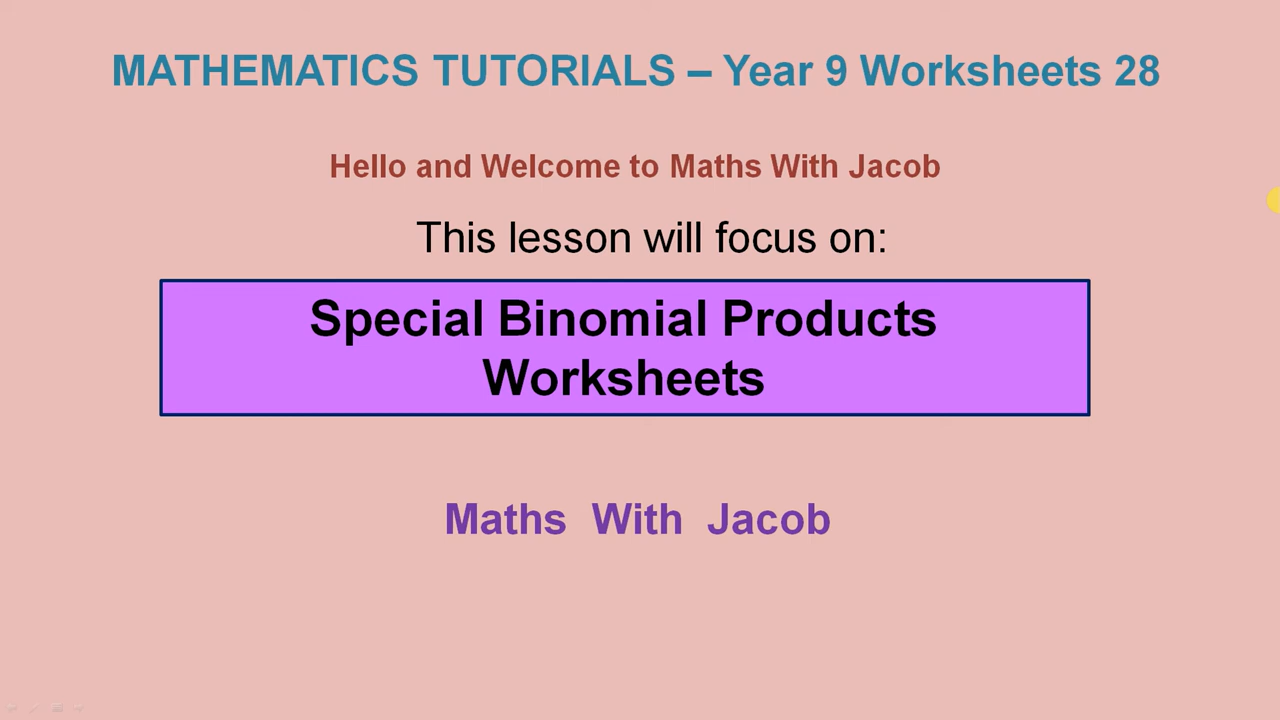 MATHEMATICS TUTORIALS – Year 9 Worksheets 28
Hello and Welcome to Maths With Jacob
This lesson will focus on:
Special Binomial Products
Worksheets
Maths With Jacob